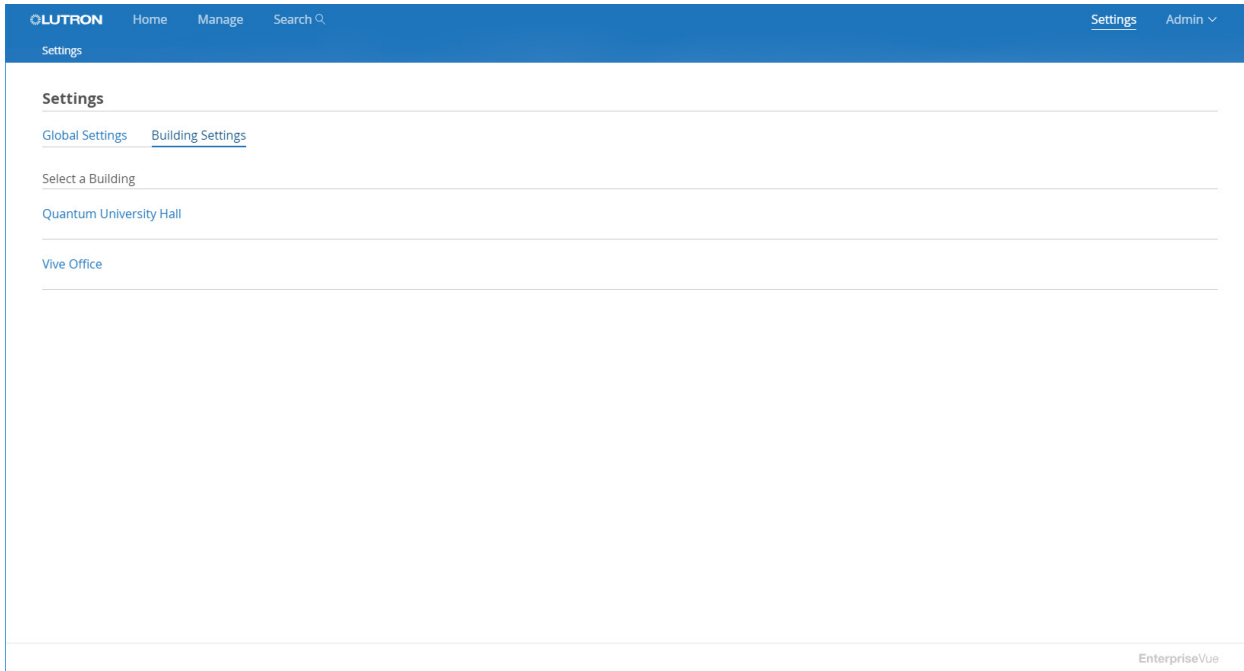 LUTRON Home Manage Search Settings Admin
Settings
Settings
Global Settings Building Settings
Select a Building
Quantum University Hall
Vive Office
EnterpriseVue